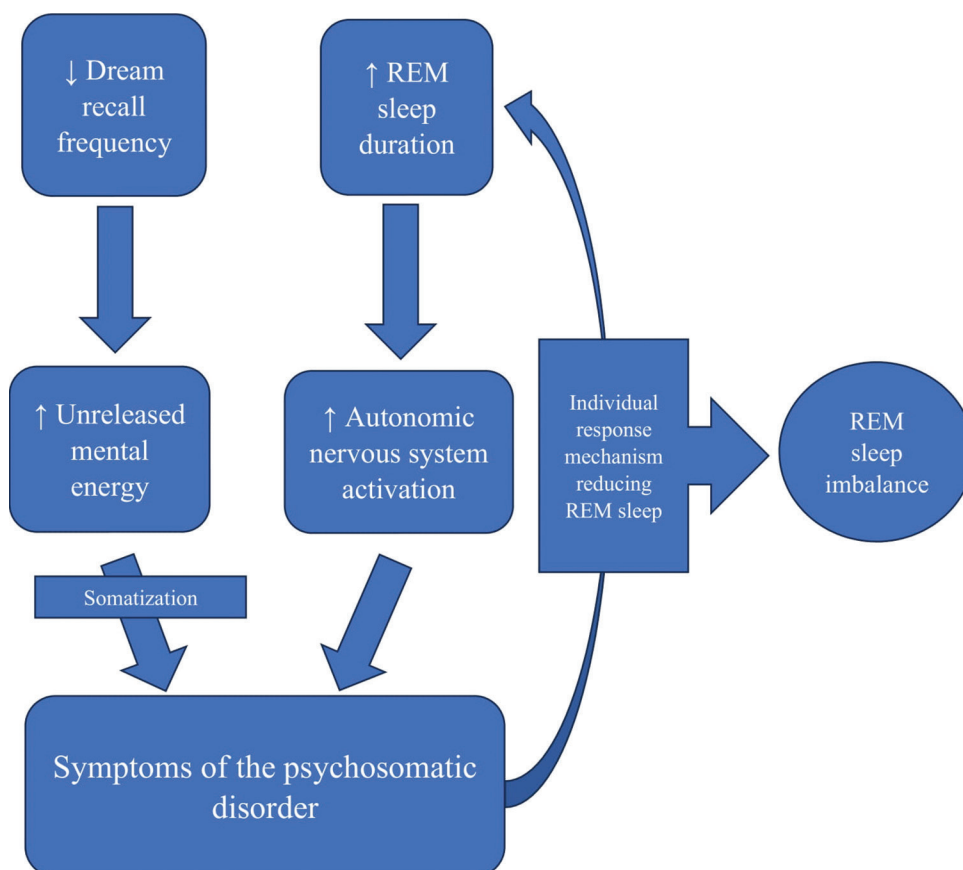 ↓ Dream
recall
frequency
↑ REM
sleep
duration
↑ Unreleased
mental
energy
↑ Autonomic
nervous system
activation
Individual
response
mechanism
reducing
REM sleep
REM
sleep
imbalance
Somatization
Symptoms of the psychosomatic
disorder